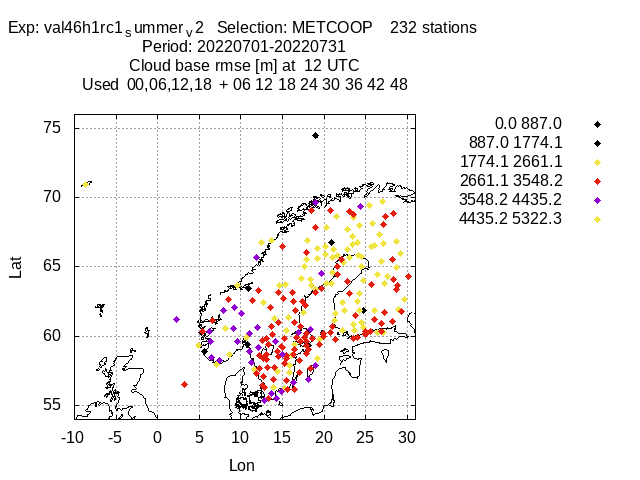 Exp: val46h1rc1summerv2 Selection: METCOOP 232 stations
Period: 20220701-20220731
Cloud base rmse [m] at 12 UTC
Used 00,06,12,18 + 06 12 18 24 30 36 42 48
0.0 887.0
887.0 1774.1
1774.1 2661.1
2661.1 3548.2
3548.2 4435.2
4435.2 5322.3
75
70
65
60
55
Lat
-10 -5 0 5 10 15 20 25 30
Lon